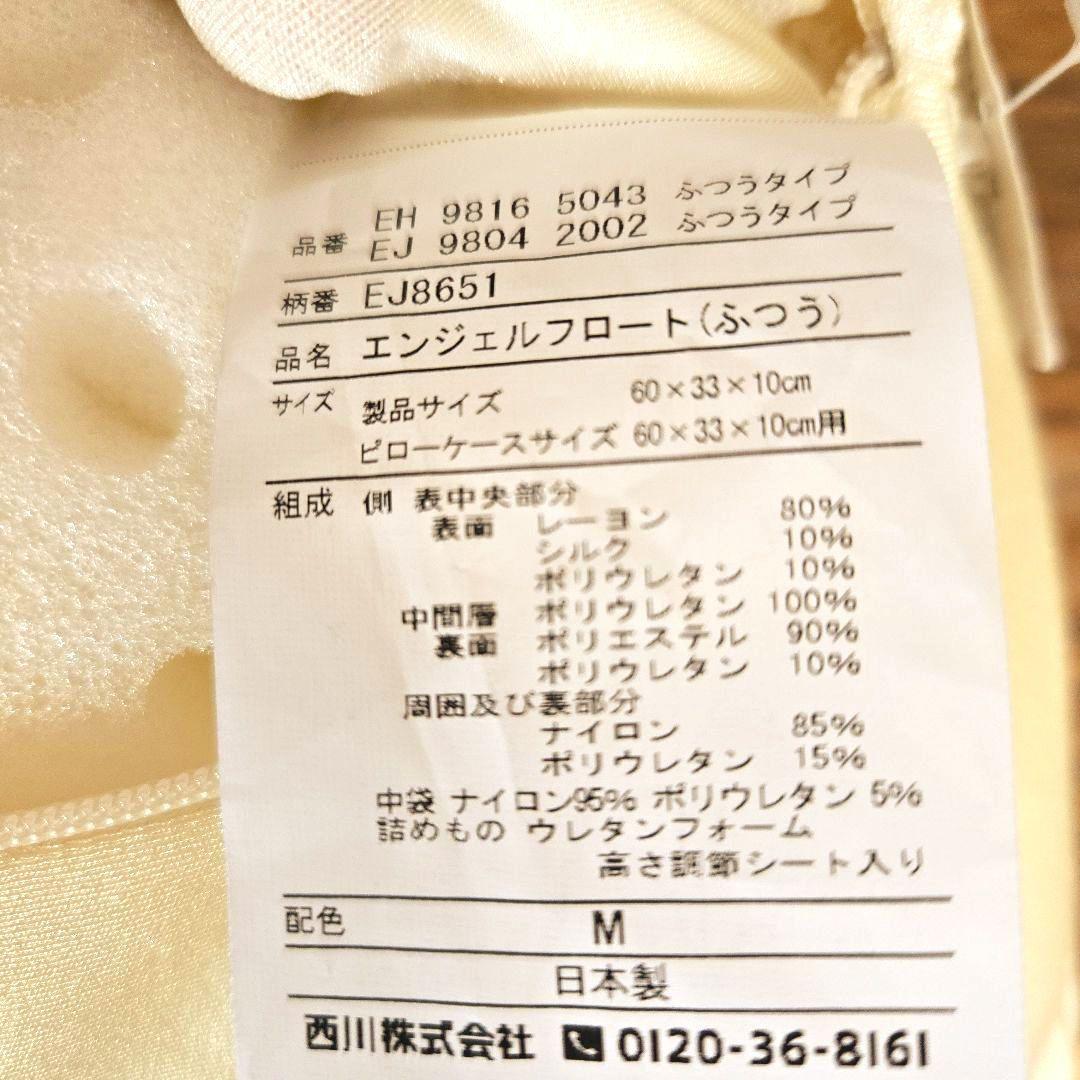 品番 EH 9816 5043 ふつうタイプ
EJ 9804 2002 ふつうタイプ
柄番 EJ8651
品名 エンジェルフロート(ふつう)
サイズ 製品サイズ 60×33×10cm
ピローケースサイズ 60×33×10cm用
組成 側 表中央部分
表面 レーヨン 80%
シルク 10%
ポリウレタン 10%
中間層 ポリウレタン 100%
裏面 ポリエステル 90%
ポリウレタン 10%
周囲及び裏部分
ナイロン 85%
ポリウレタン 15%
中袋 ナイロン95% ポリウレタン 5%
詰めもの ウレタンフォーム
高さ調節シート入り
配色 M
日本製
西川株式会社 0120-36-8161